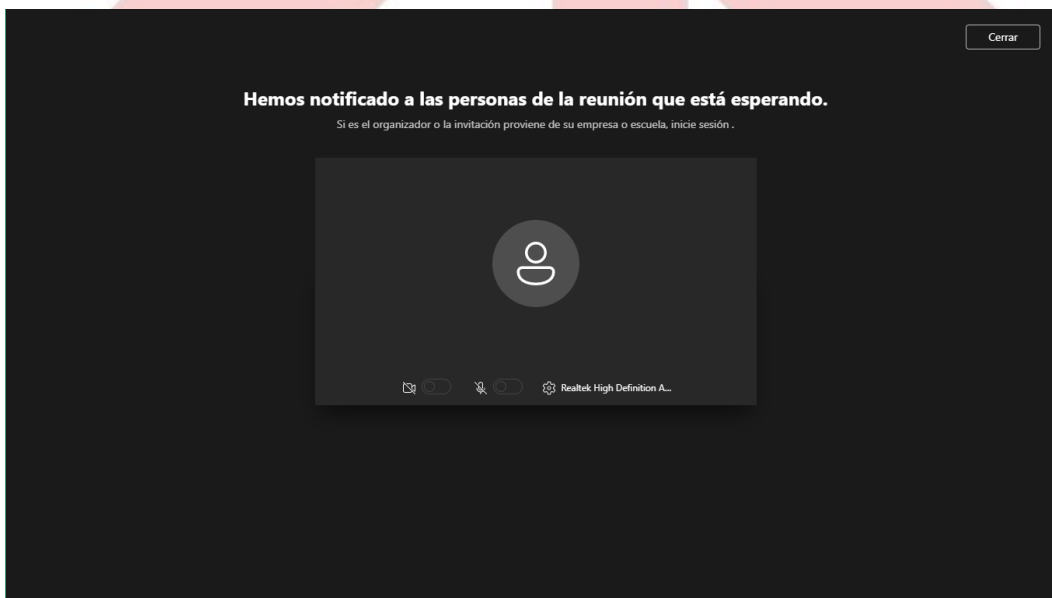 Cerrar
Hemos notificado a las personas de la reunión que está esperando.
Si es el organizador o la invitación proviene de su empresa o escuela, inicie sesión .
Realtek High Definition A...